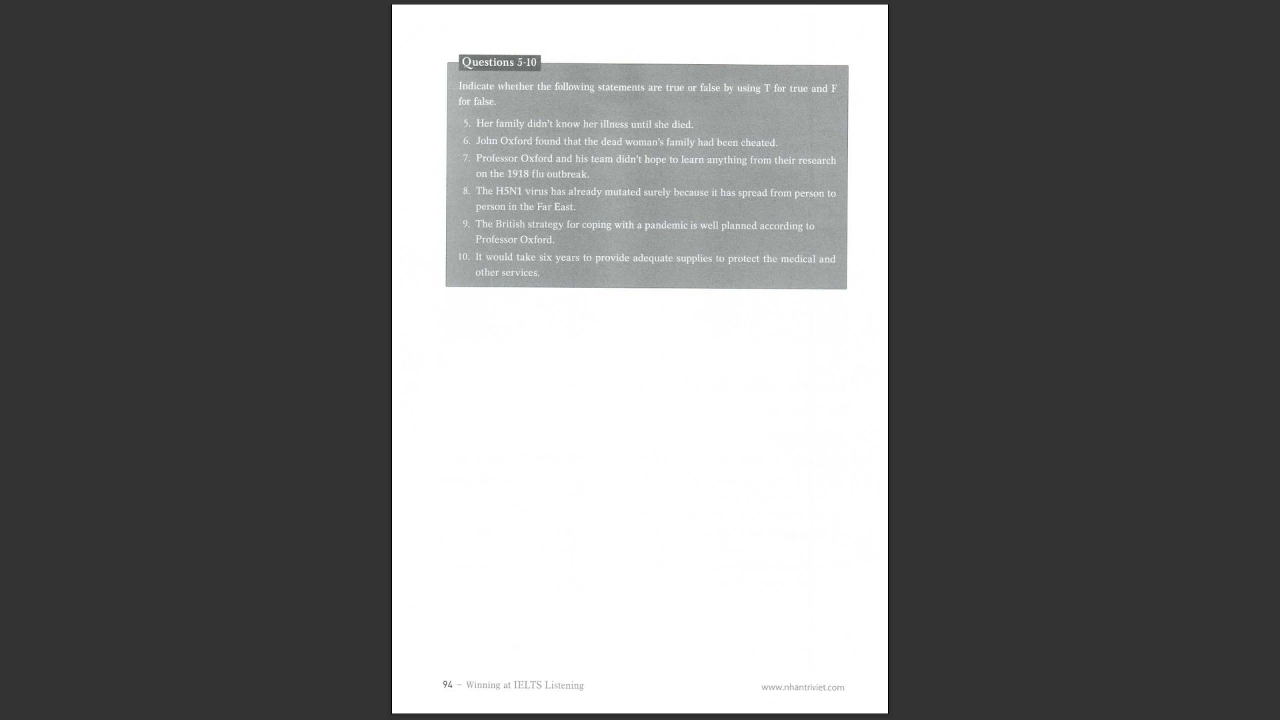 Questions 5-10
Indicate whether the following statements are true or false by using T for true and F
for false.
5. Her family didn't know her illness until she died.
6. John Oxford found that the dead woman's family had been cheated.
7. Professor Oxford and his team didn't hope to learn anything from their research
on the 1918 flu outbreak.
8. The H5N1 virus has already mutated surely because it has spread from person to
person in the Far East.
9. The British strategy for coping with a pandemic is well planned according to
Professor Oxford.
10. It would take six years to provide adequate supplies to protect the medical and
other services.
94 – Winning at IELTS Listening
www.nhantriviet.com